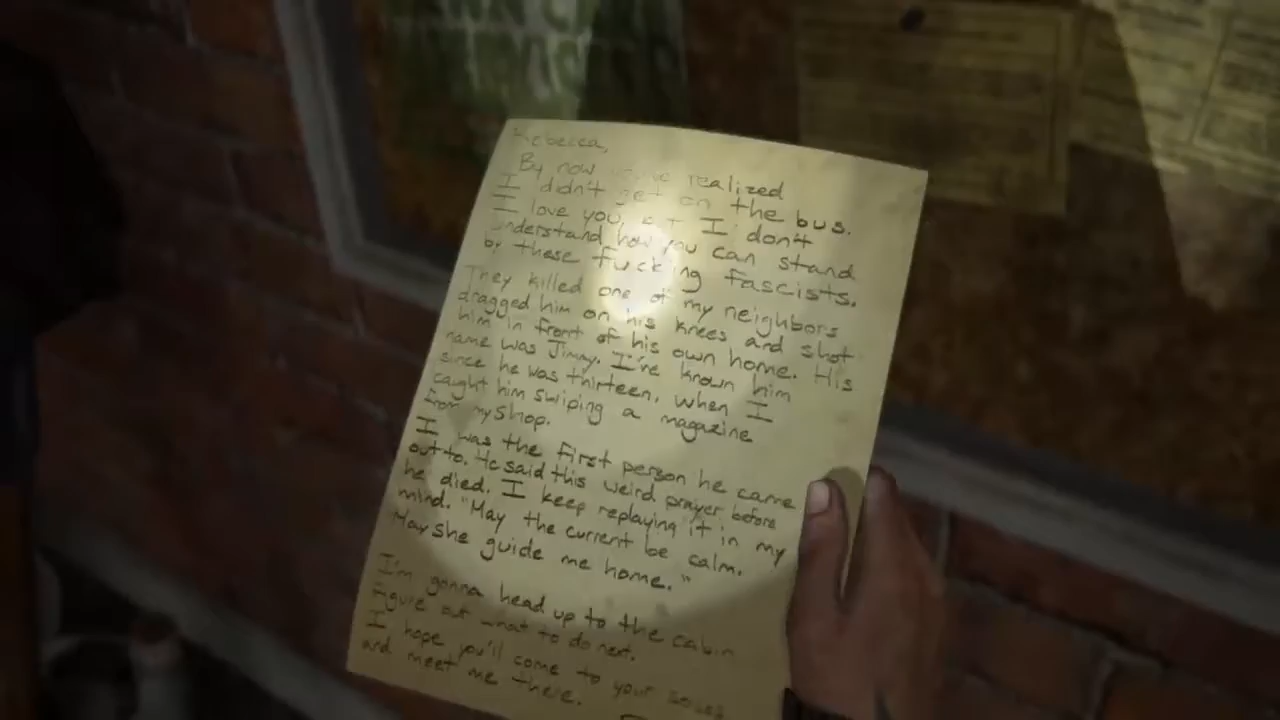 Rebecca,
By now realized
I didn't get on the bus.
I love you, but I don't
understand how you can stand
by these fucking fascists.
They killed one of my neighbors
dragged him on his knees and shot
him in front of his own home. His
name was Jimmy. I've known him
since he was thirteen, when I
caught him swiping a magazine
from my shop.
I was the first person he came
out to. He said this weird prayer before
he died. I keep replaying it in my
mind. "May the current be calm.
May she guide me home."
I'm gonna head up to the cabin
figure out what to do next.
I hope you'll come to your senses
and meet me there.